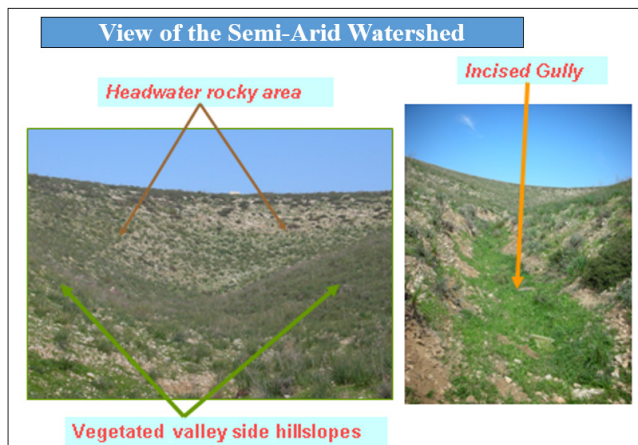 View of the Semi-Arid Watershed
Headwater rocky area
Incised Gully
Vegetated valley side hillslopes